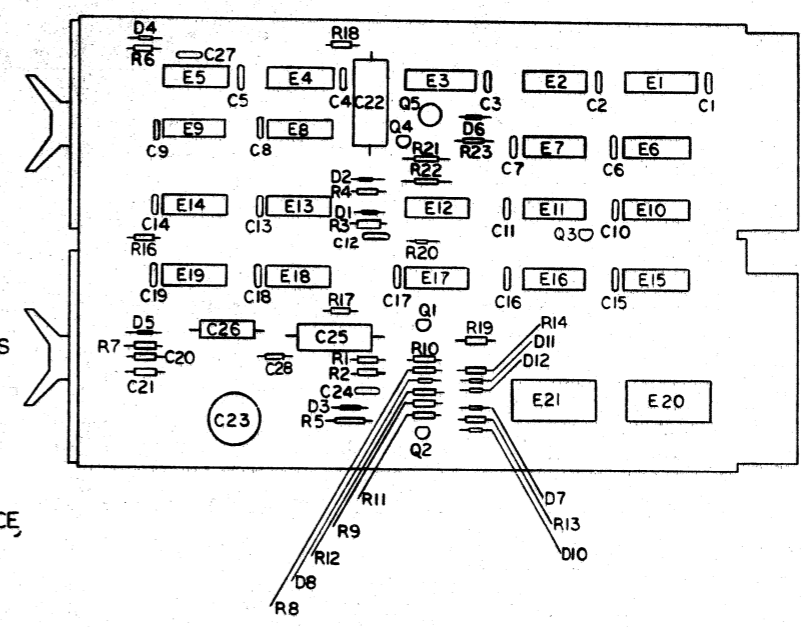 D4
R6
C27
R18
E5
C5
E4
C4
C22
E3
C3
E2
C2
E1
C1
Q5
Q4
D6
R23
C9
E9
C8
E8
R21
R22
C7
E7
C6
E6
D2
R4
D1
R3
C12
C14
E14
C13
E13
E12
C11
E11
Q3
C10
E10
R16
R20
C19
E19
C18
E18
C17
E17
C16
E16
C15
E15
R17
Q1
D5
R7
C20
C21
C26
C25
C28
R1
R2
C24
D3
R5
C23
R10
R19
R14
D11
D12
E21
E20
Q2
S
CE,
R11
R9
R12
D8
R8
D7
R13
D10